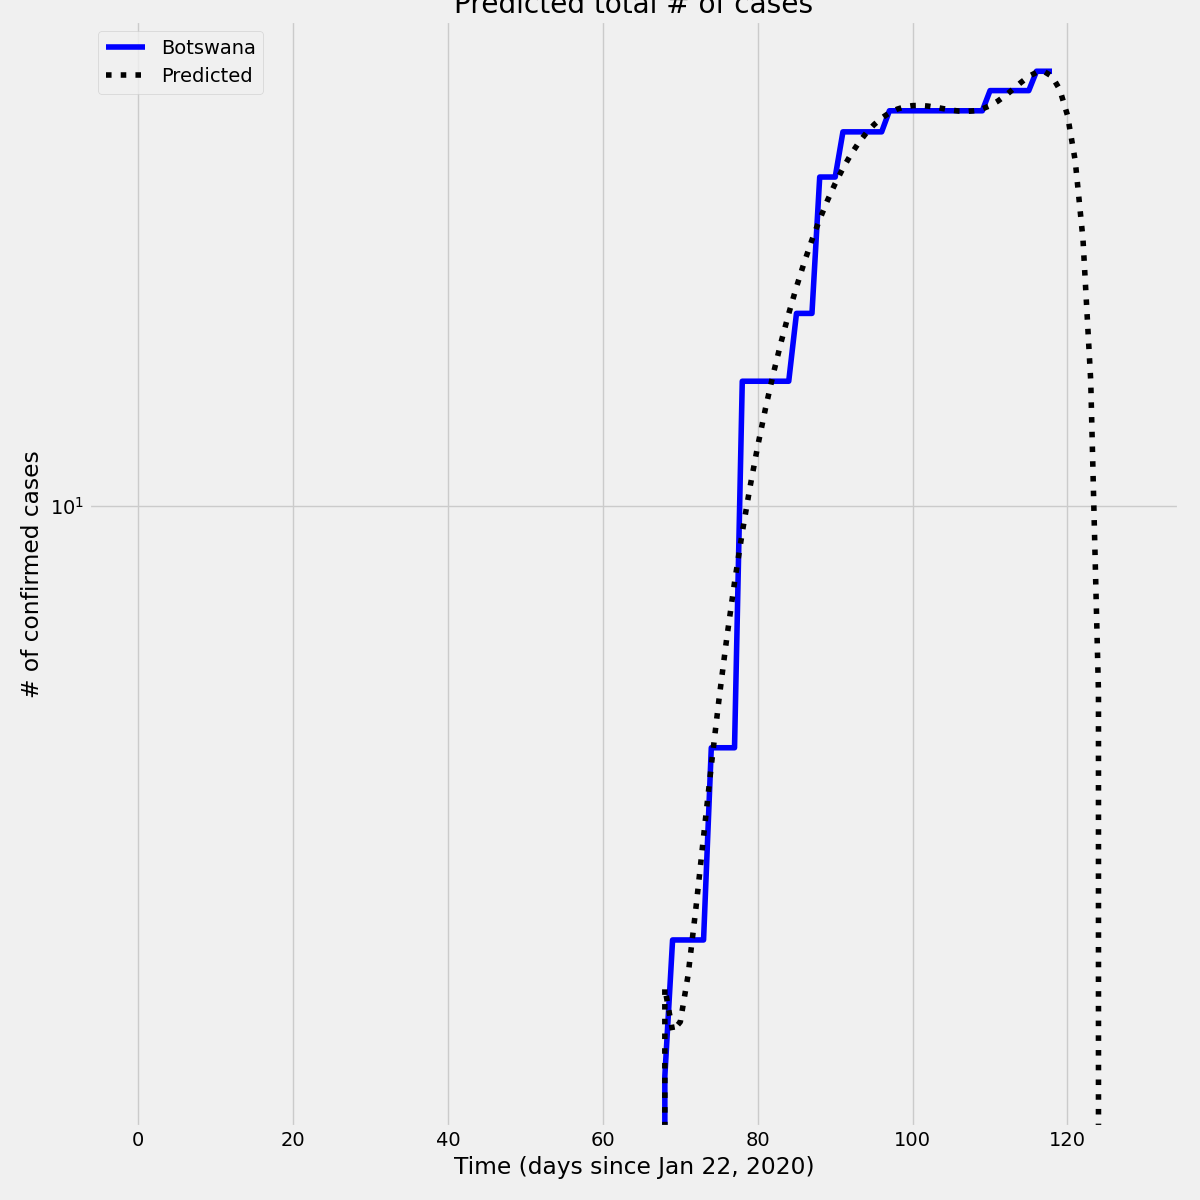 Predicted total # of cases
Botswana
Predicted
# of confirmed cases
10¹
0 20 40 60 80 100 120
Time (days since Jan 22, 2020)